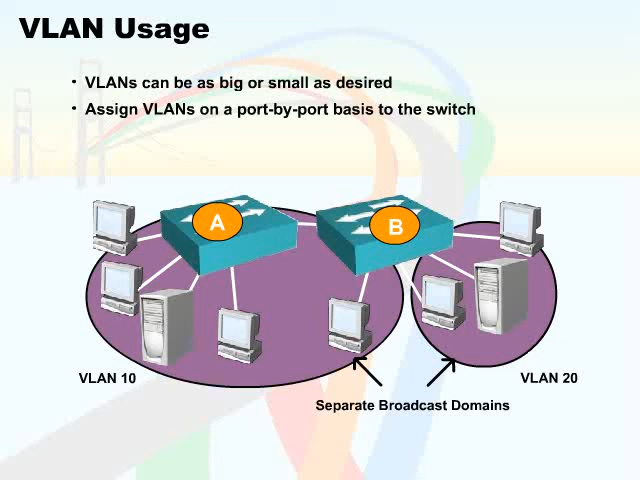 VLAN Usage
· VLANs can be as big or small as desired
· Assign VLANs on a port-by-port basis to the switch
A
B
VLAN 10
VLAN 20
Separate Broadcast Domains